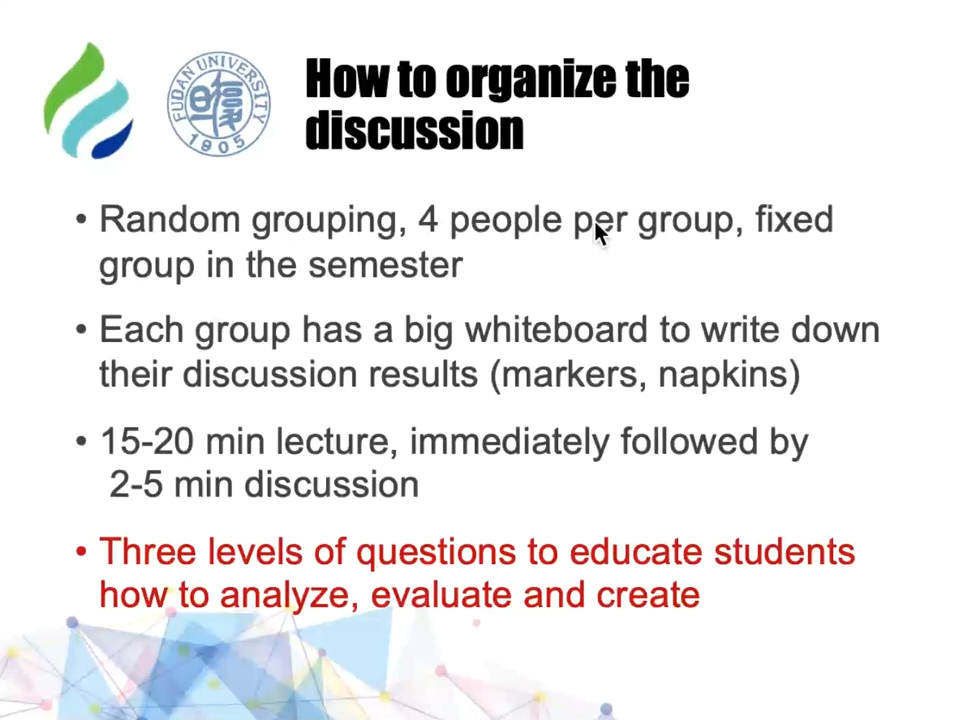 FUDAN UNIVERSITY
1905
How to organize the
discussion
• Random grouping, 4 people per group, fixed
group in the semester
• Each group has a big whiteboard to write down
their discussion results (markers, napkins)
• 15-20 min lecture, immediately followed by
2-5 min discussion
• Three levels of questions to educate students
how to analyze, evaluate and create